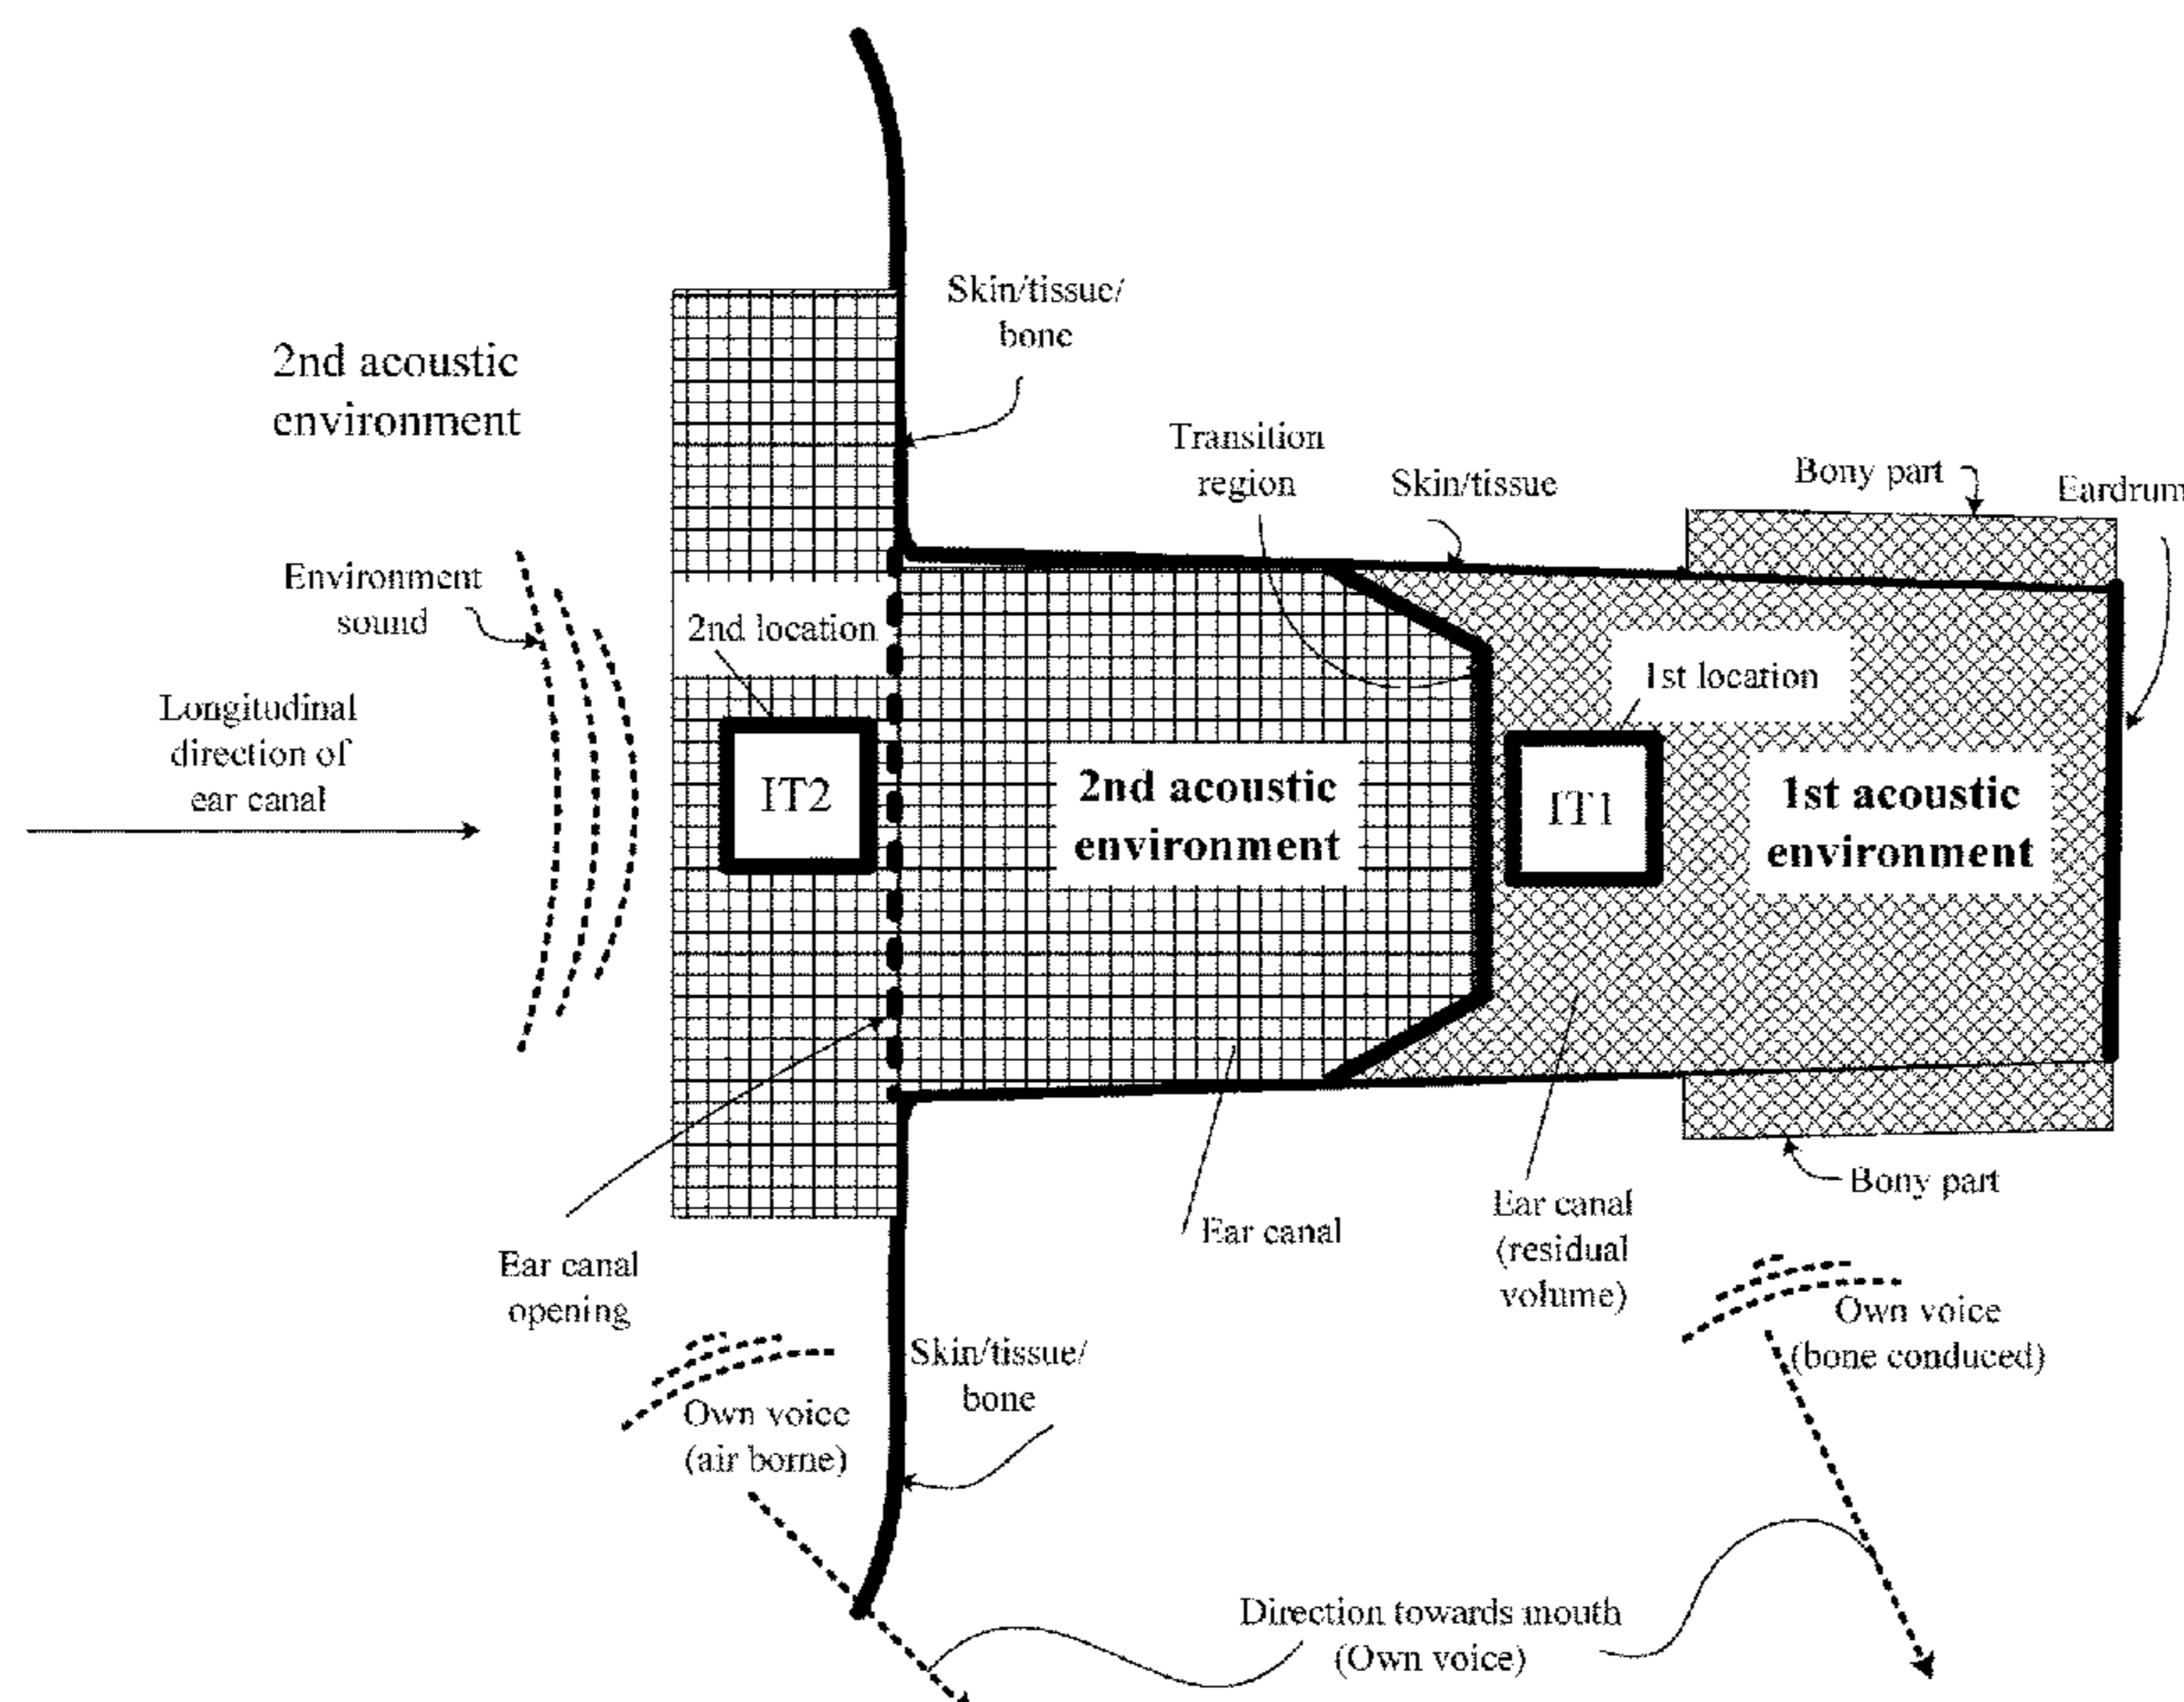 Skin/tissue/
bone
2nd acoustic
environment
Transition
region
Skin/tissue
Bony part
Eardrum
Environment
sound
2nd location
1st location
Longitudinal
direction of
ear canal
IT2
2nd acoustic
environment
IT1
1st acoustic
environment
Ear canal
opening
Ear canal
Ear canal
(residual
volume)
Bony part
Own voice
(bone conduced)
Skin/tissue/
bone
Own voice
(air borne)
Direction towards mouth
(Own voice)